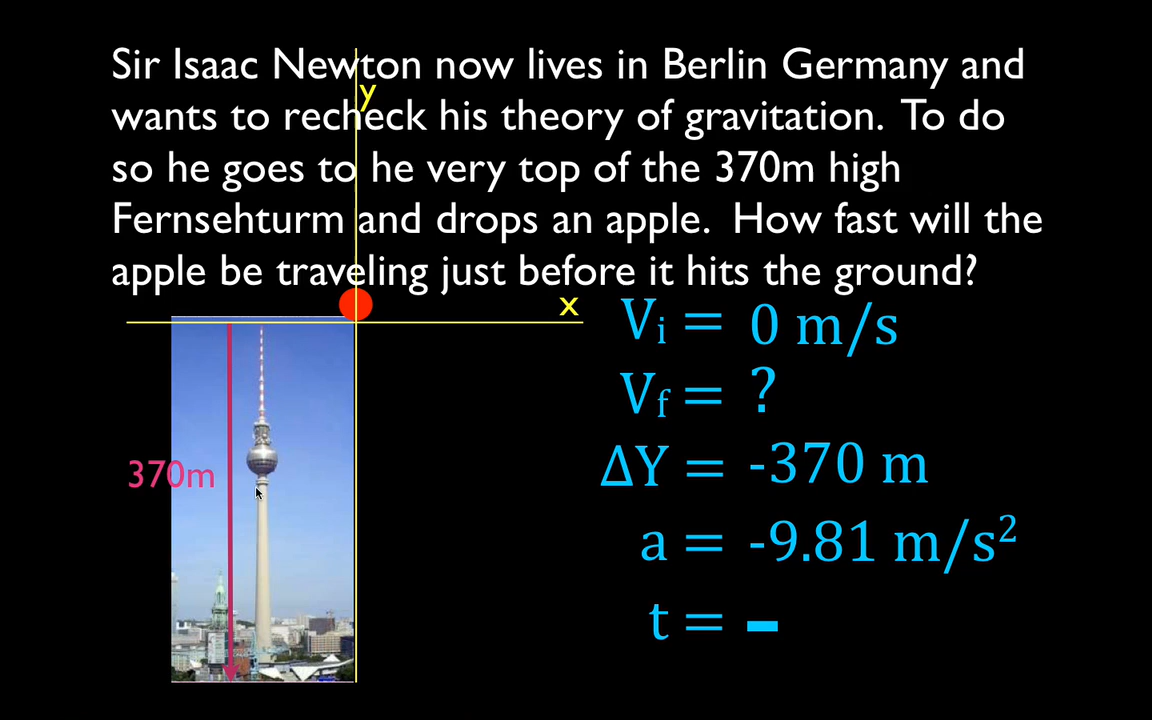 Sir Isaac Newton now lives in Berlin Germany and
y
wants to recheck his theory of gravitation. To do
so he goes to he very top of the 370m high
Fernsehturm and drops an apple. How fast will the
apple be traveling just before it hits the ground?
x
Vi = 0 m/s
Vf = ?
ΔY = -370 m
370m
a = -9.81 m/s²
t = -